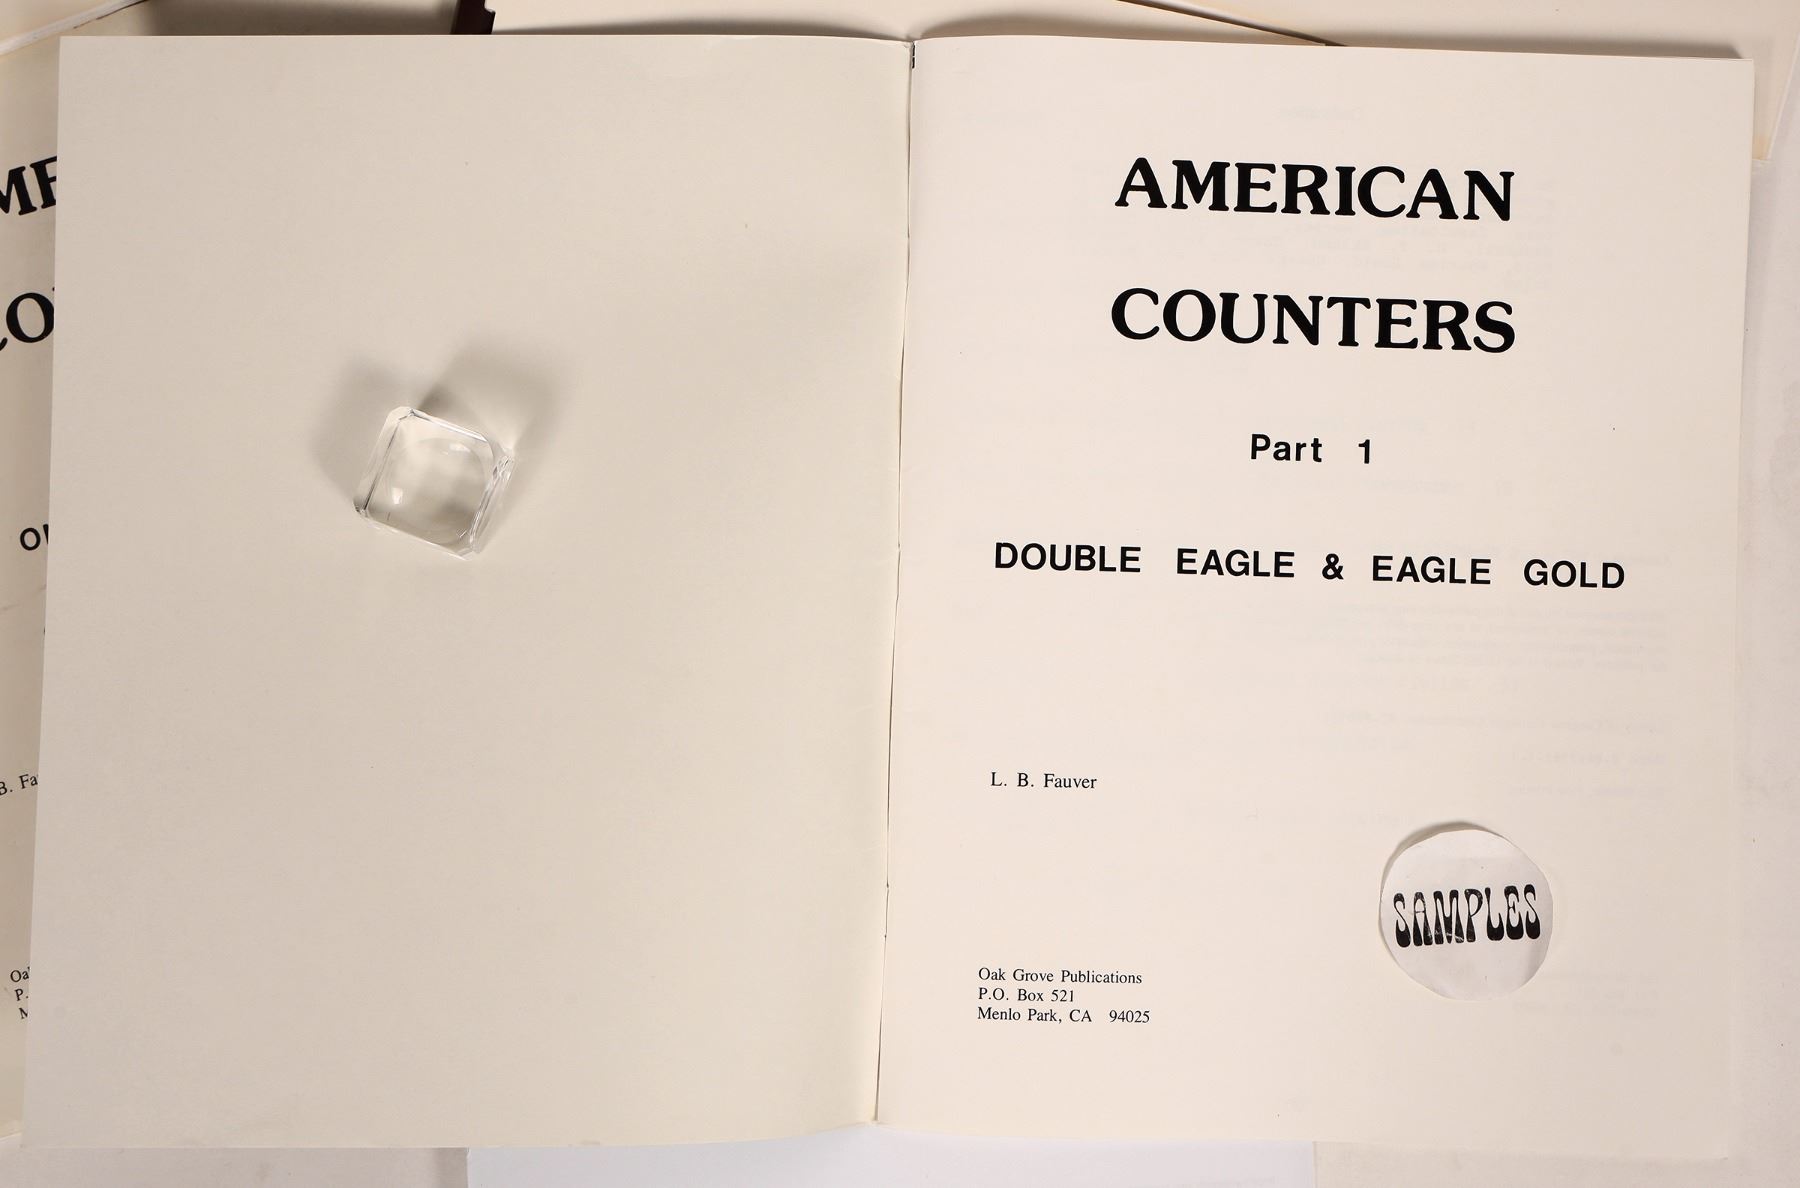 AMERICAN
COUNTERS
Part 1
DOUBLE EAGLE & EAGLE GOLD
L. B. Fauver
SAMPLES
Oak Grove Publications
P.O. Box 521
Menlo Park, CA 94025